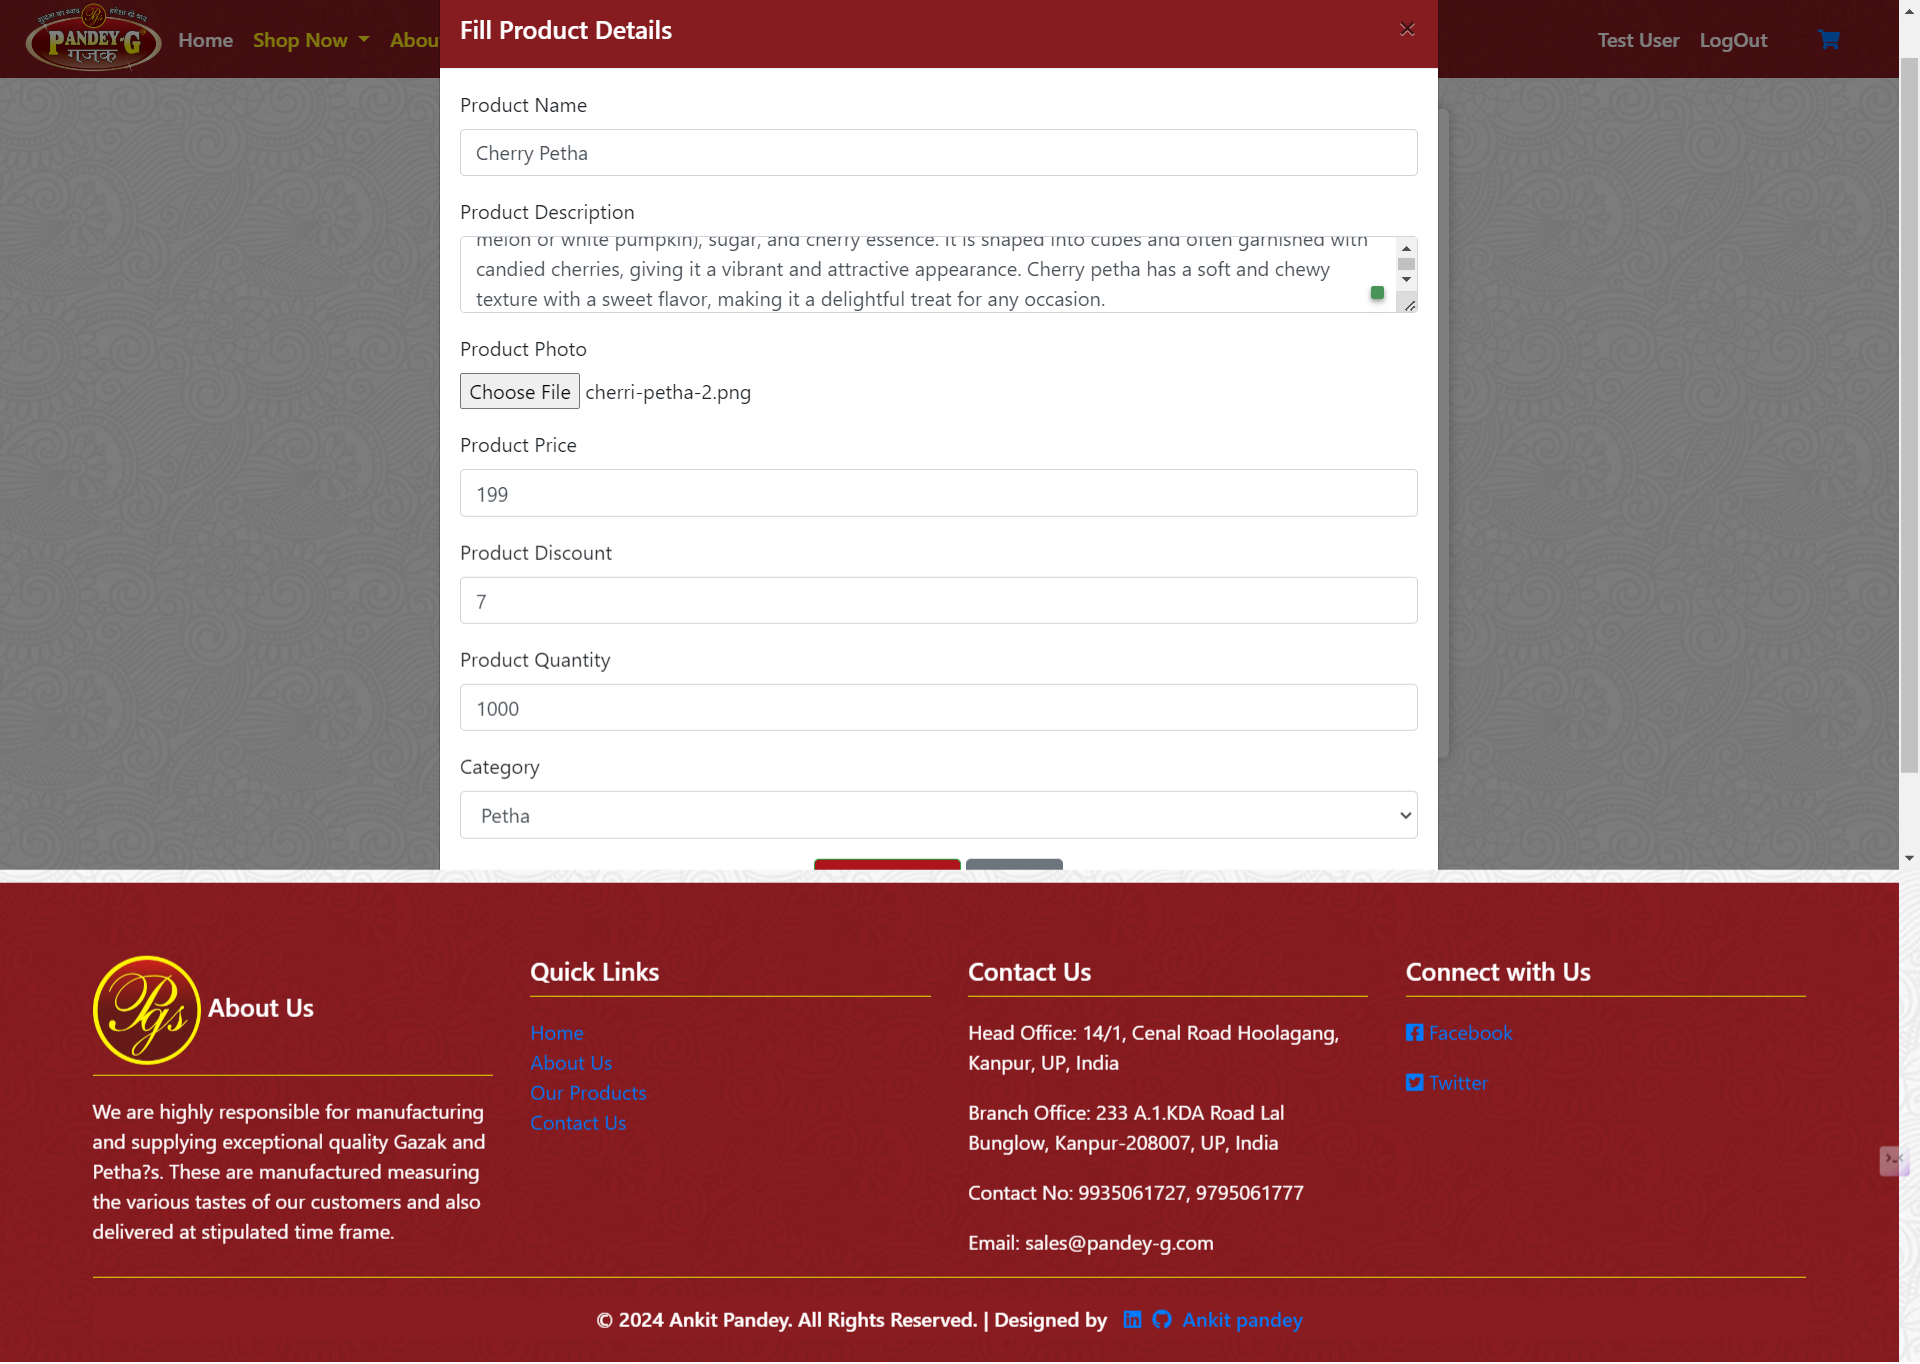 PANDEY-G
गजक
Home
Shop Now
Abou
Test User
LogOut
Fill Product Details
×
Product Name
Cherry Petha
Product Description
melon or white pumpkin), sugar, and cherry essence. It is shaped into cubes and often garnished with
candied cherries, giving it a vibrant and attractive appearance. Cherry petha has a soft and chewy
texture with a sweet flavor, making it a delightful treat for any occasion.
Product Photo
Choose File cherri-petha-2.png
Product Price
199
Product Discount
7
Product Quantity
1000
Category
Petha
Pgs
About Us
We are highly responsible for manufacturing
and supplying exceptional quality Gazak and
Petha?s. These are manufactured measuring
the various tastes of our customers and also
delivered at stipulated time frame.
Quick Links
Home
About Us
Our Products
Contact Us
Contact Us
Head Office: 14/1, Cenal Road Hoolagang,
Kanpur, UP, India
Branch Office: 233 A.1.KDA Road Lal
Bunglow, Kanpur-208007, UP, India
Contact No: 9935061727, 9795061777
Email: sales@pandey-g.com
Connect with Us
Facebook
Twitter
© 2024 Ankit Pandey. All Rights Reserved. | Designed by Ankit pandey